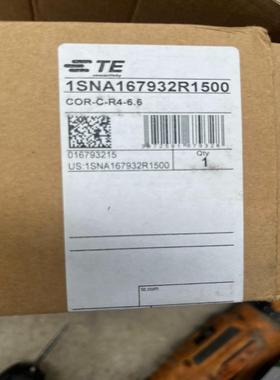 TE
connectivity
1SNA167932R1500
COR-C-R4-6.6
016793215
US:1SNA167932R1500
Qty
1
te.com